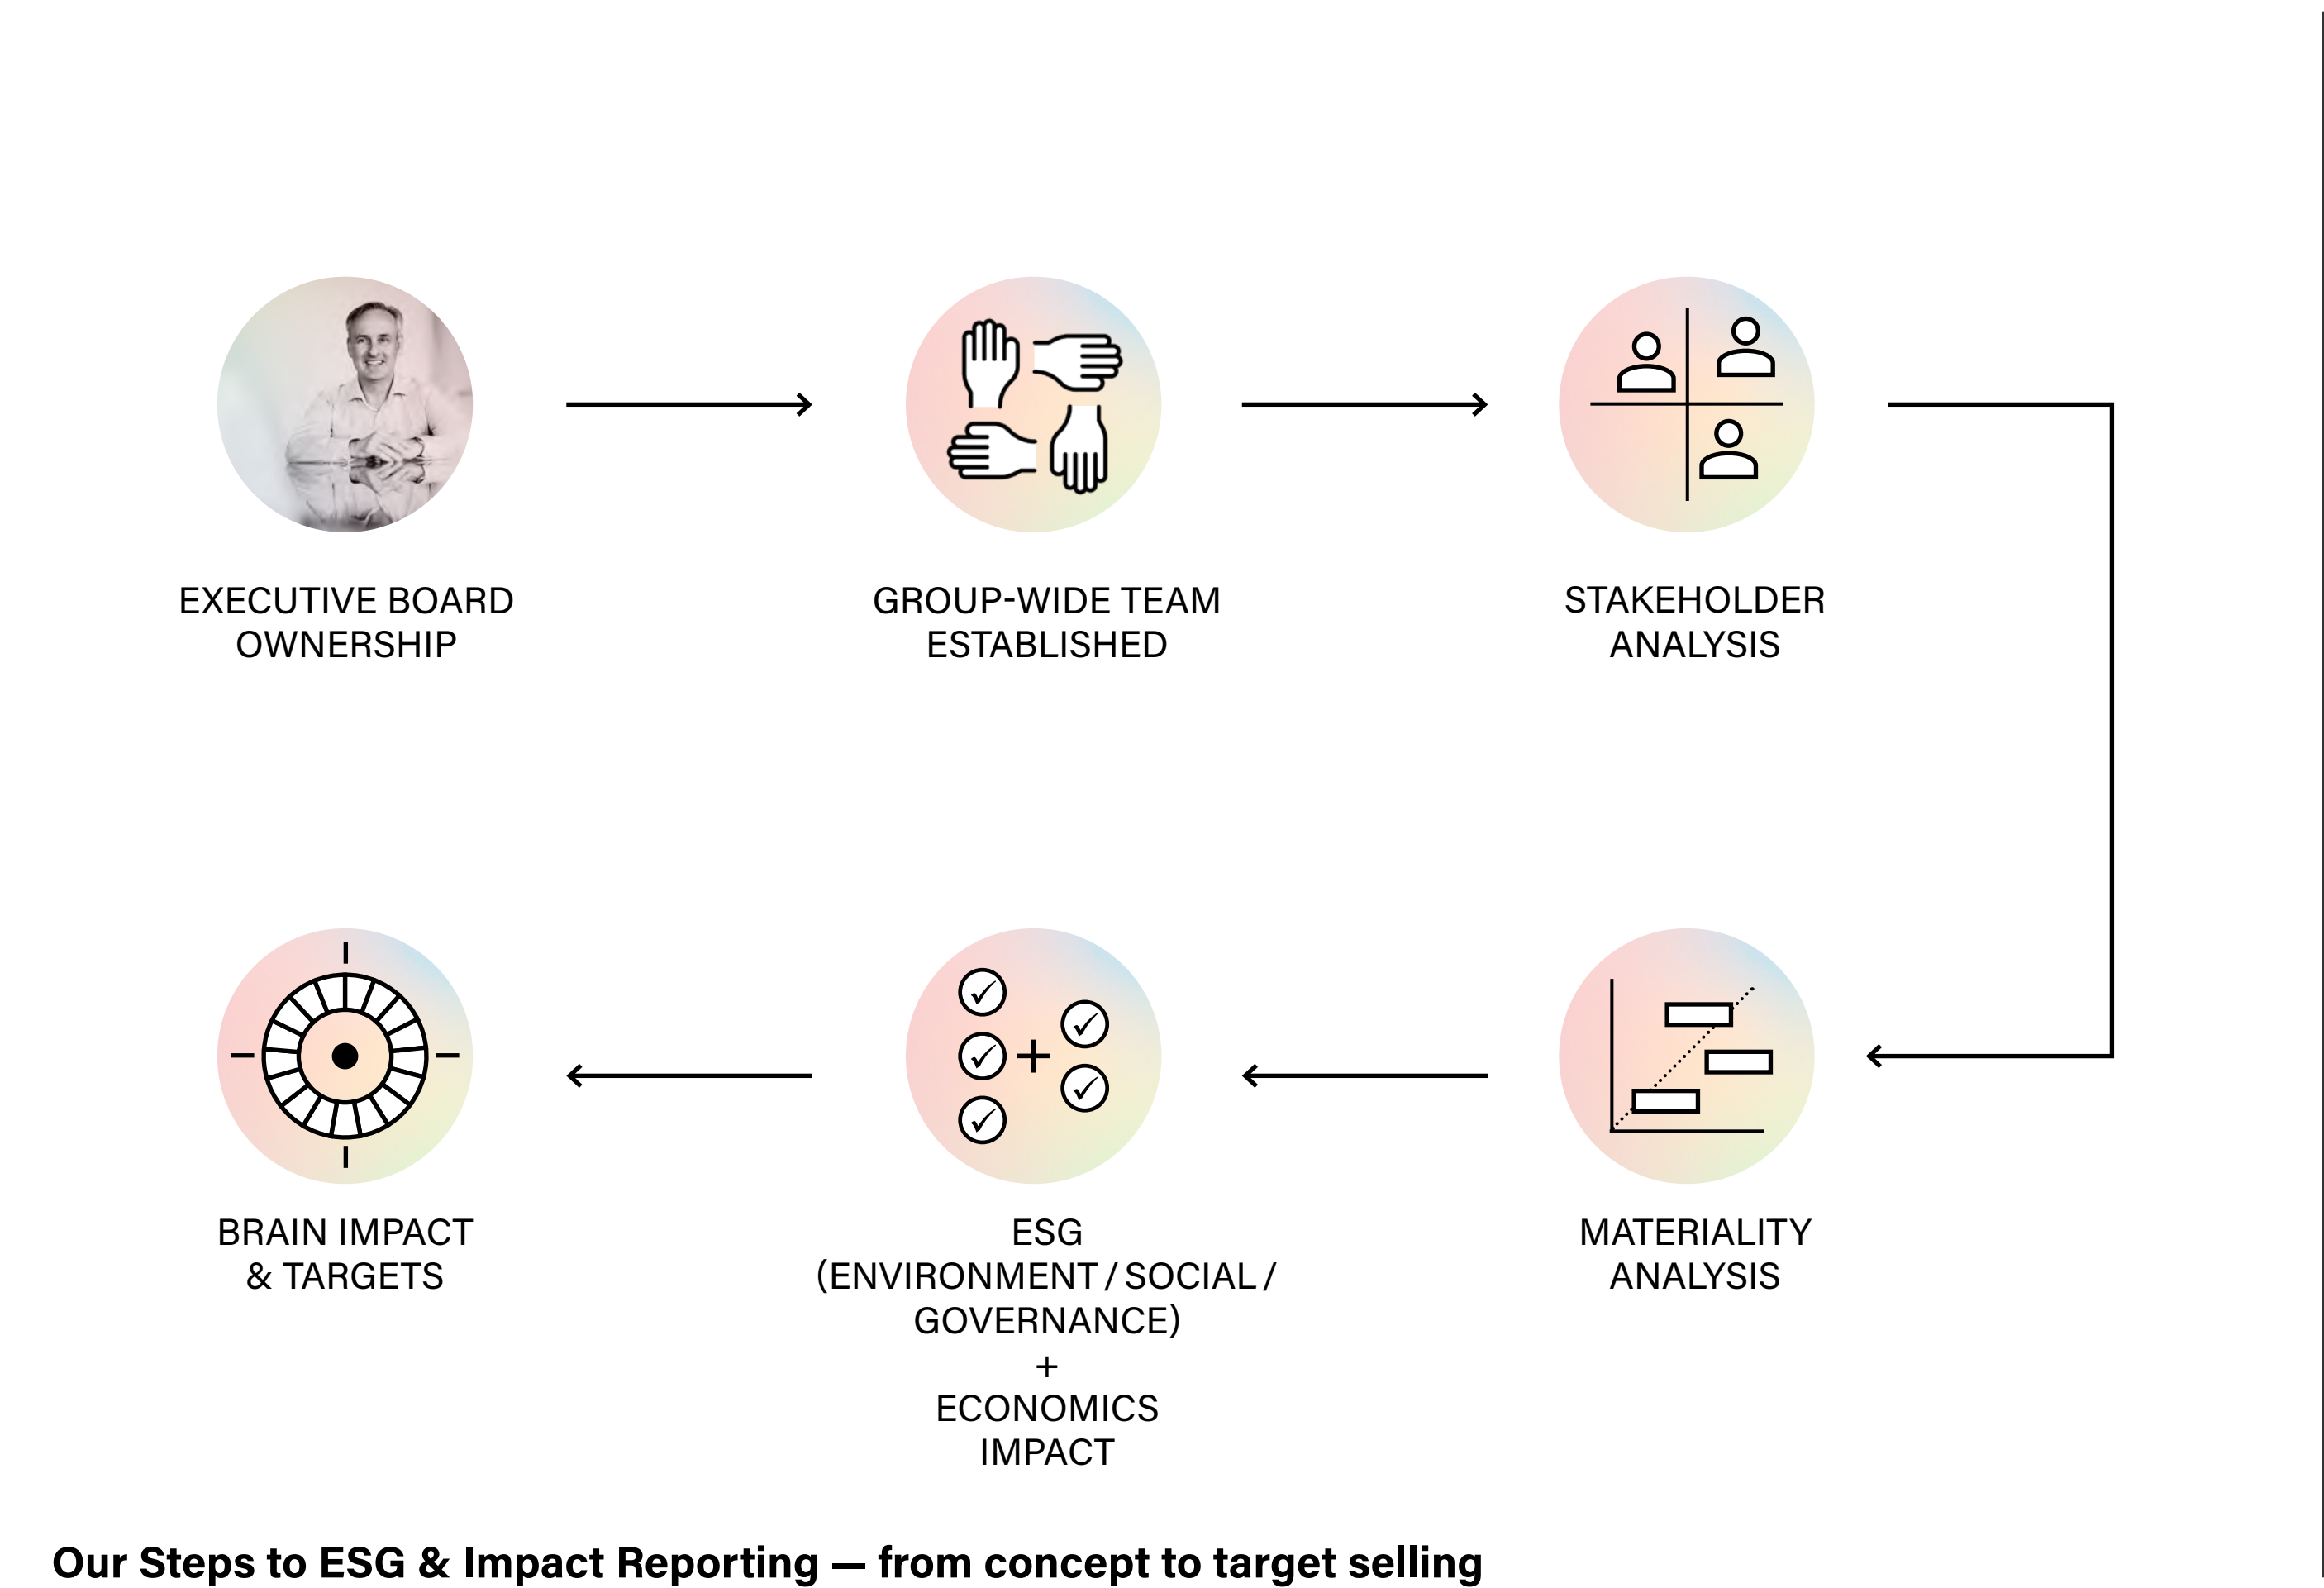 EXECUTIVE BOARD
OWNERSHIP
GROUP-WIDE TEAM
ESTABLISHED
STAKEHOLDER
ANALYSIS
BRAIN IMPACT
& TARGETS
ESG
(ENVIRONMENT / SOCIAL /
GOVERNANCE)
+
ECONOMICS
IMPACT
MATERIALITY
ANALYSIS
Our Steps to ESG & Impact Reporting — from concept to target selling